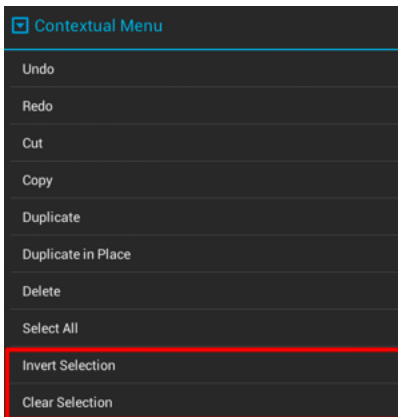 Contextual Menu
Undo
Redo
Cut
Copy
Duplicate
Duplicate in Place
Delete
Select All
Invert Selection
Clear Selection